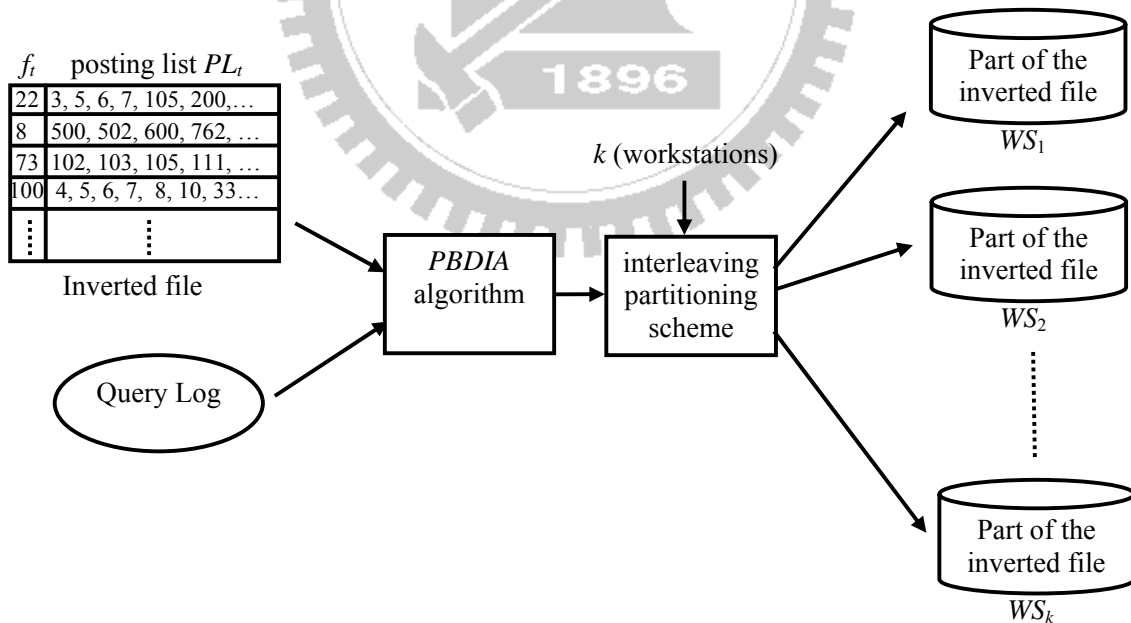 f_t posting list PL_t
22 3, 5, 6, 7, 105, 200,…
8 500, 502, 600, 762, …
73 102, 103, 105, 111, …
100 4, 5, 6, 7, 8, 10, 33…
Inverted file
Query Log
PBDIA
algorithm
1896
k (workstations)
interleaving
partitioning
scheme
Part of the
inverted file
WS_1
Part of the
inverted file
WS_2
Part of the
inverted file
WS_k